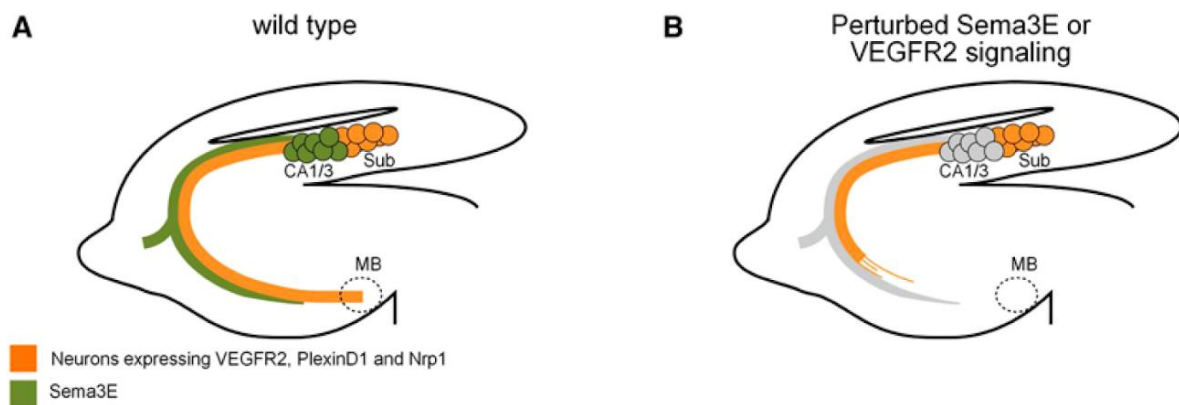 A
wild type
CA1/3
Sub
MB
Neurons expressing VEGFR2, PlexinD1 and Nrp1
Sema3E
B
Perturbed Sema3E or
VEGFR2 signaling
CA1/3
Sub
MB